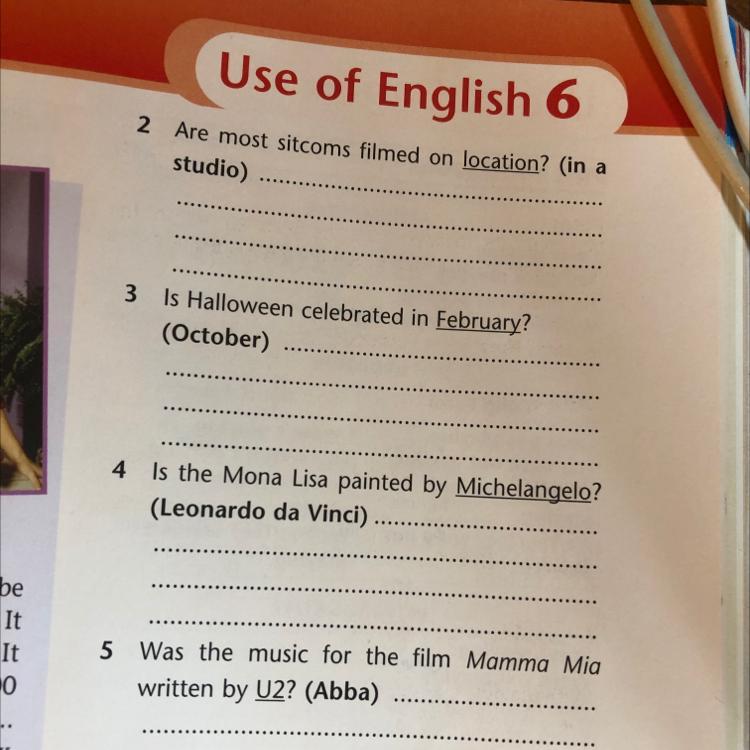 Use of English 6
2 Are most sitcoms filmed on location? (in a
studio) ..........
..........
..........
..........
3 Is Halloween celebrated in February?
(October) ..........
..........
..........
..........
4 Is the Mona Lisa painted by Michelangelo?
(Leonardo da Vinci) ..........
..........
..........
..........
5 Was the music for the film Mamma Mia
written by U2? (Abba) ..........
..........
be
It
It